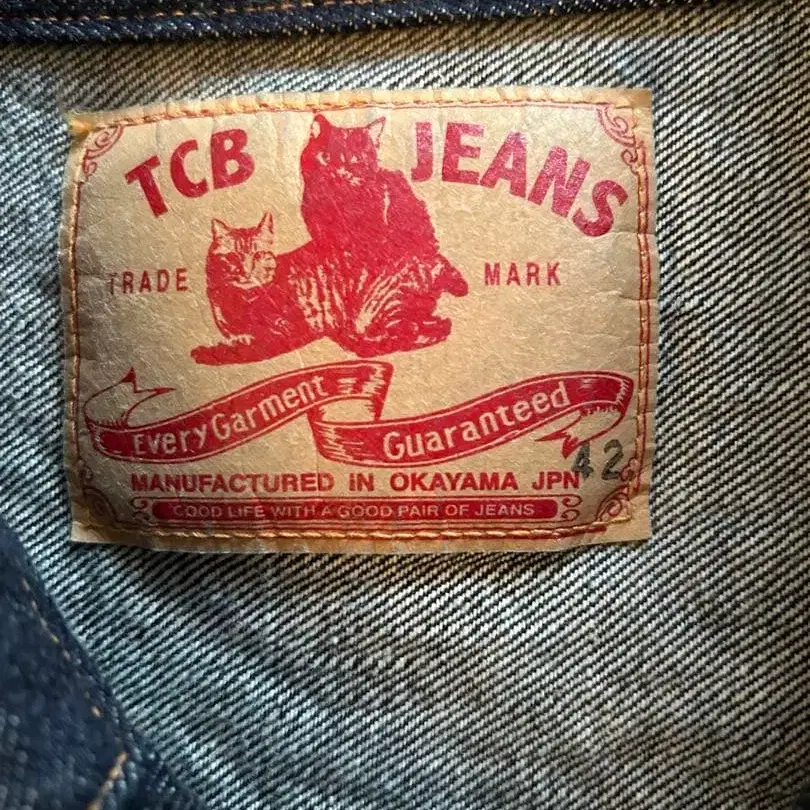 TCB JEANS
TRADE MARK
Every Garment Guaranteed
42
MANUFACTURED IN OKAYAMA JPN
GOOD LIFE WITH A GOOD PAIR OF JEANS